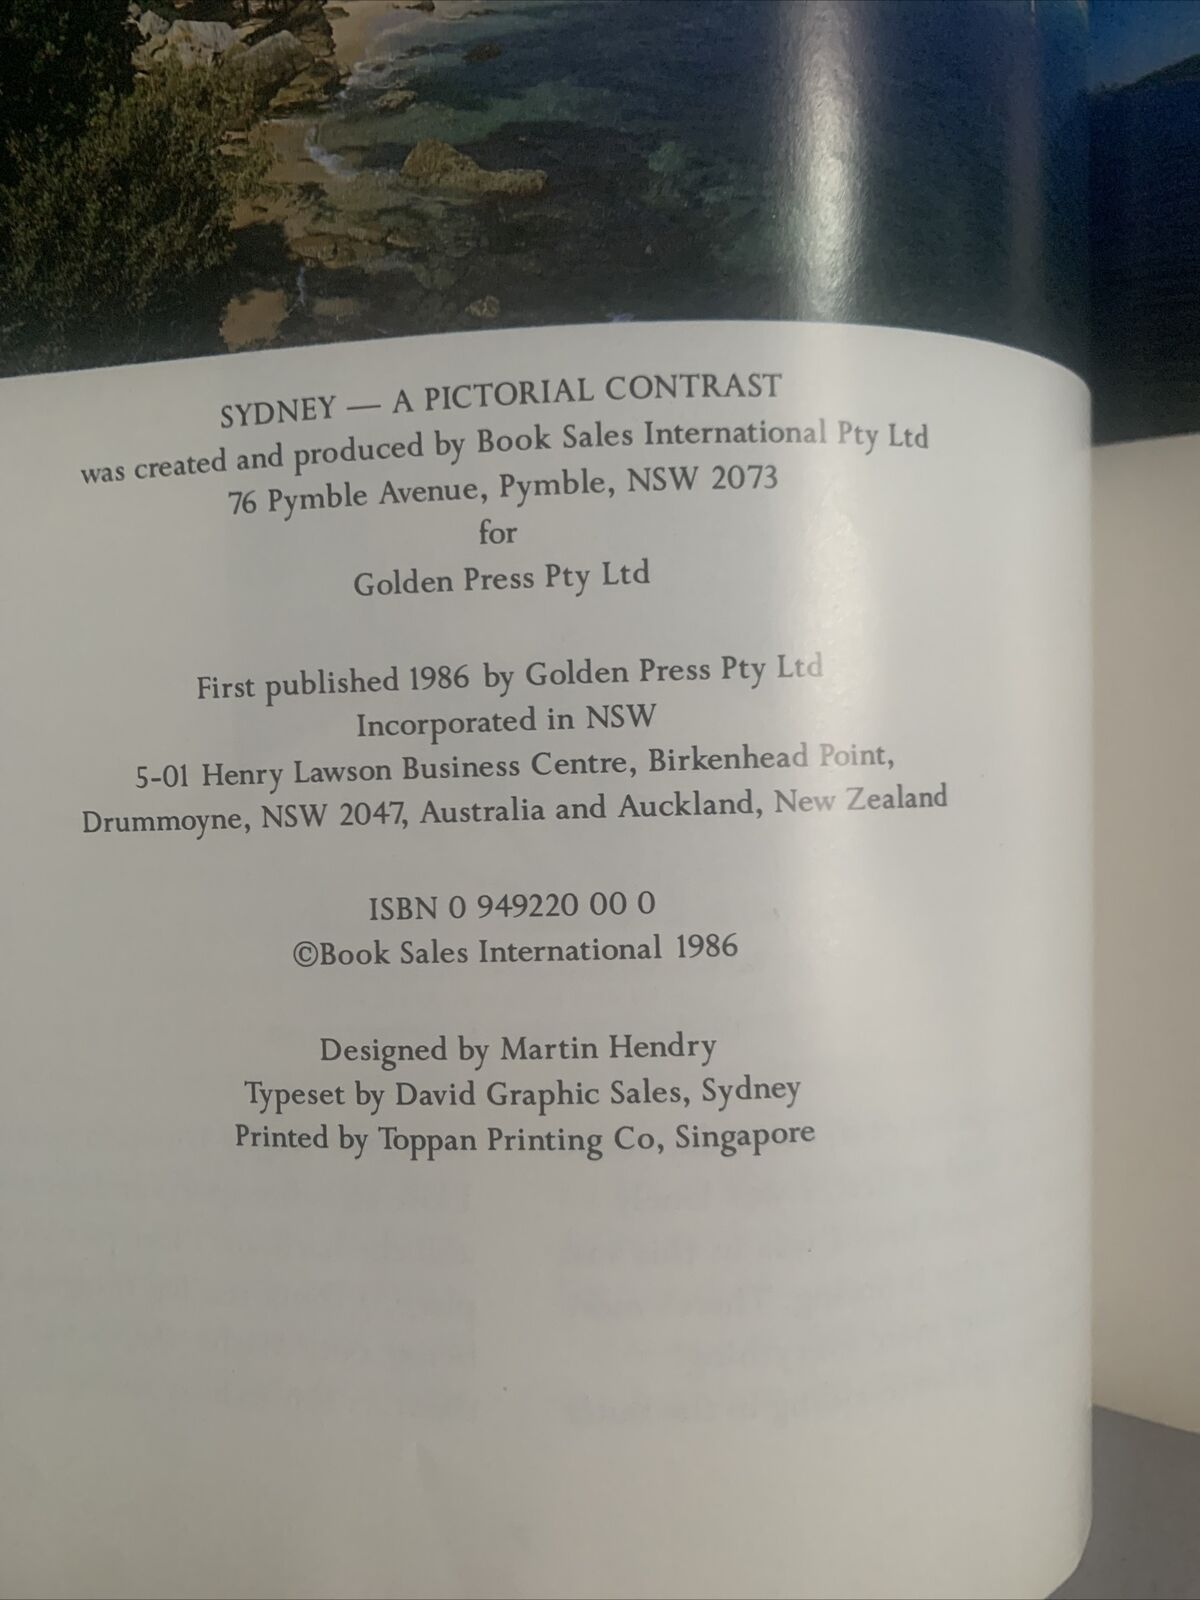 SYDNEY — A PICTORIAL CONTRAST
was created and produced by Book Sales International Pty Ltd
76 Pymble Avenue, Pymble, NSW 2073
for
Golden Press Pty Ltd
First published 1986 by Golden Press Pty Ltd
Incorporated in NSW
5-01 Henry Lawson Business Centre, Birkenhead Point,
Drummoyne, NSW 2047, Australia and Auckland, New Zealand
ISBN 0 949220 00 0
©Book Sales International 1986
Designed by Martin Hendry
Typeset by David Graphic Sales, Sydney
Printed by Toppan Printing Co, Singapore